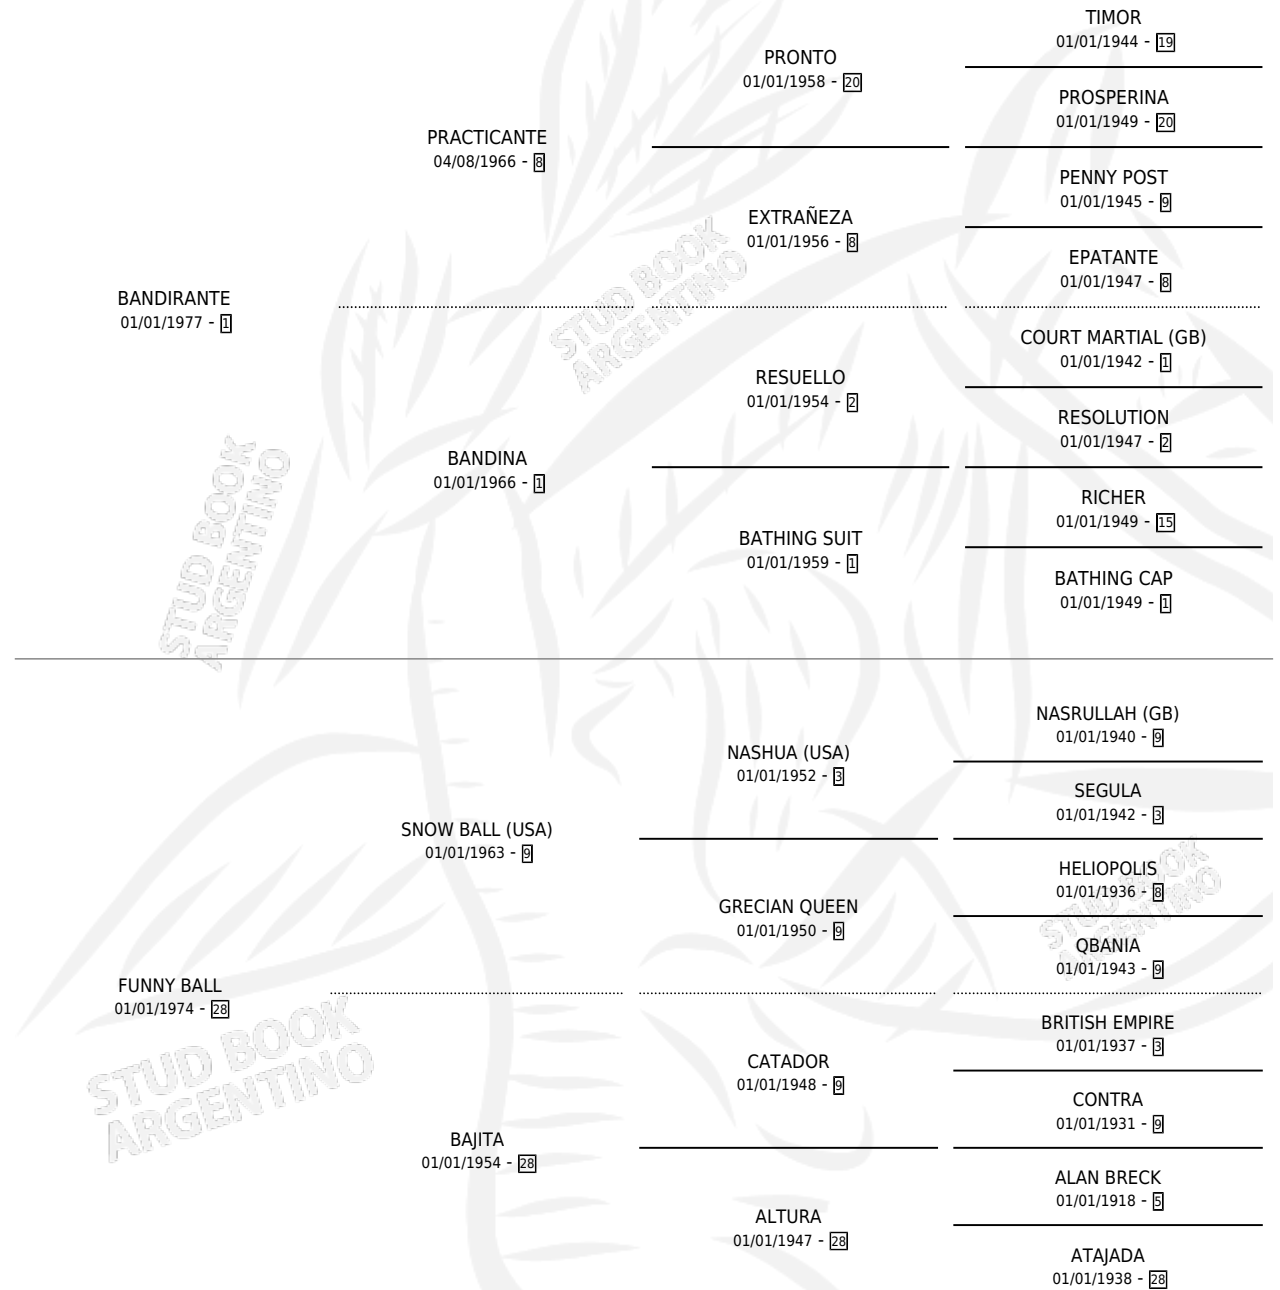 TIMOR
01/01/1944 - 19
PRONTO
01/01/1958 - 20
PROSPERINA
01/01/1949 - 20
PRACTICANTE
04/08/1966 - 8
PENNY POST
01/01/1945 - 9
EXTRAÑEZA
01/01/1956 - 8
EPATANTE
01/01/1947 - 8
BANDIRANTE
01/01/1977 - 1
COURT MARTIAL (GB)
01/01/1942 - 1
RESUELLO
01/01/1954 - 2
RESOLUTION
01/01/1947 - 2
BANDINA
01/01/1966 - 1
RICHER
01/01/1949 - 15
BATHING SUIT
01/01/1959 - 1
BATHING CAP
01/01/1949 - 1
STUD BOOK
ARGENTINO
STUD BOOK
ARGENTINO
NASRULLAH (GB)
01/01/1940 - 9
NASHUA (USA)
01/01/1952 - 3
SEGULA
01/01/1942 - 3
SNOW BALL (USA)
01/01/1963 - 9
HELIOPOLIS
01/01/1936 - 8
GRECIAN QUEEN
01/01/1950 - 9
QBANIA
01/01/1943 - 9
FUNNY BALL
01/01/1974 - 28
BRITISH EMPIRE
01/01/1937 - 3
CATADOR
01/01/1948 - 9
CONTRA
01/01/1931 - 9
BAJITA
01/01/1954 - 28
ALAN BRECK
01/01/1918 - 5
ALTURA
01/01/1947 - 28
ATAJADA
01/01/1938 - 28
STUD BOOK
ARGENTINO
STUD BOOK
ARGENTINO